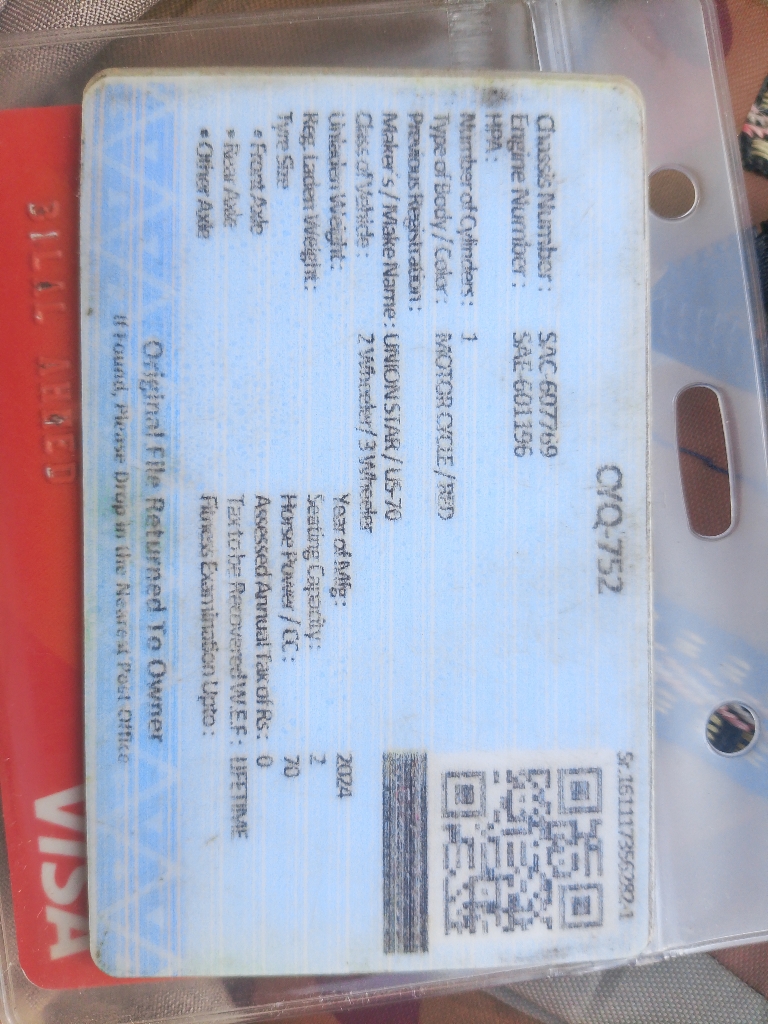 Sr.161117356292-1
CYQ-752
Chassis Number : SAC-607769
Engine Number : SAE-601196
HPA :
Number of Cylinders : 1
Type of Body / Color : MOTOR CYCLE / RED
Previous Registration :
Maker's / Make Name : UNION STAR / US-70
Class of Vehicle : 2 Wheeler / 3 Wheeler
Unladen Weight : Year of Mfg: 2024
Reg. Laden Weight : Seating Capacity: 2
Type Size Horse Power / CC : 70
• Front Axle Assessed Annual Tax of Rs: 0
• Rear Axle Tax to be Recovered W.E.F : LIFETIME
• Other Axle Fitness Examination Upto :
Original File Returned To Owner
If Found, Please Drop in the Nearest Post Office
BILAL AHMED
VISA